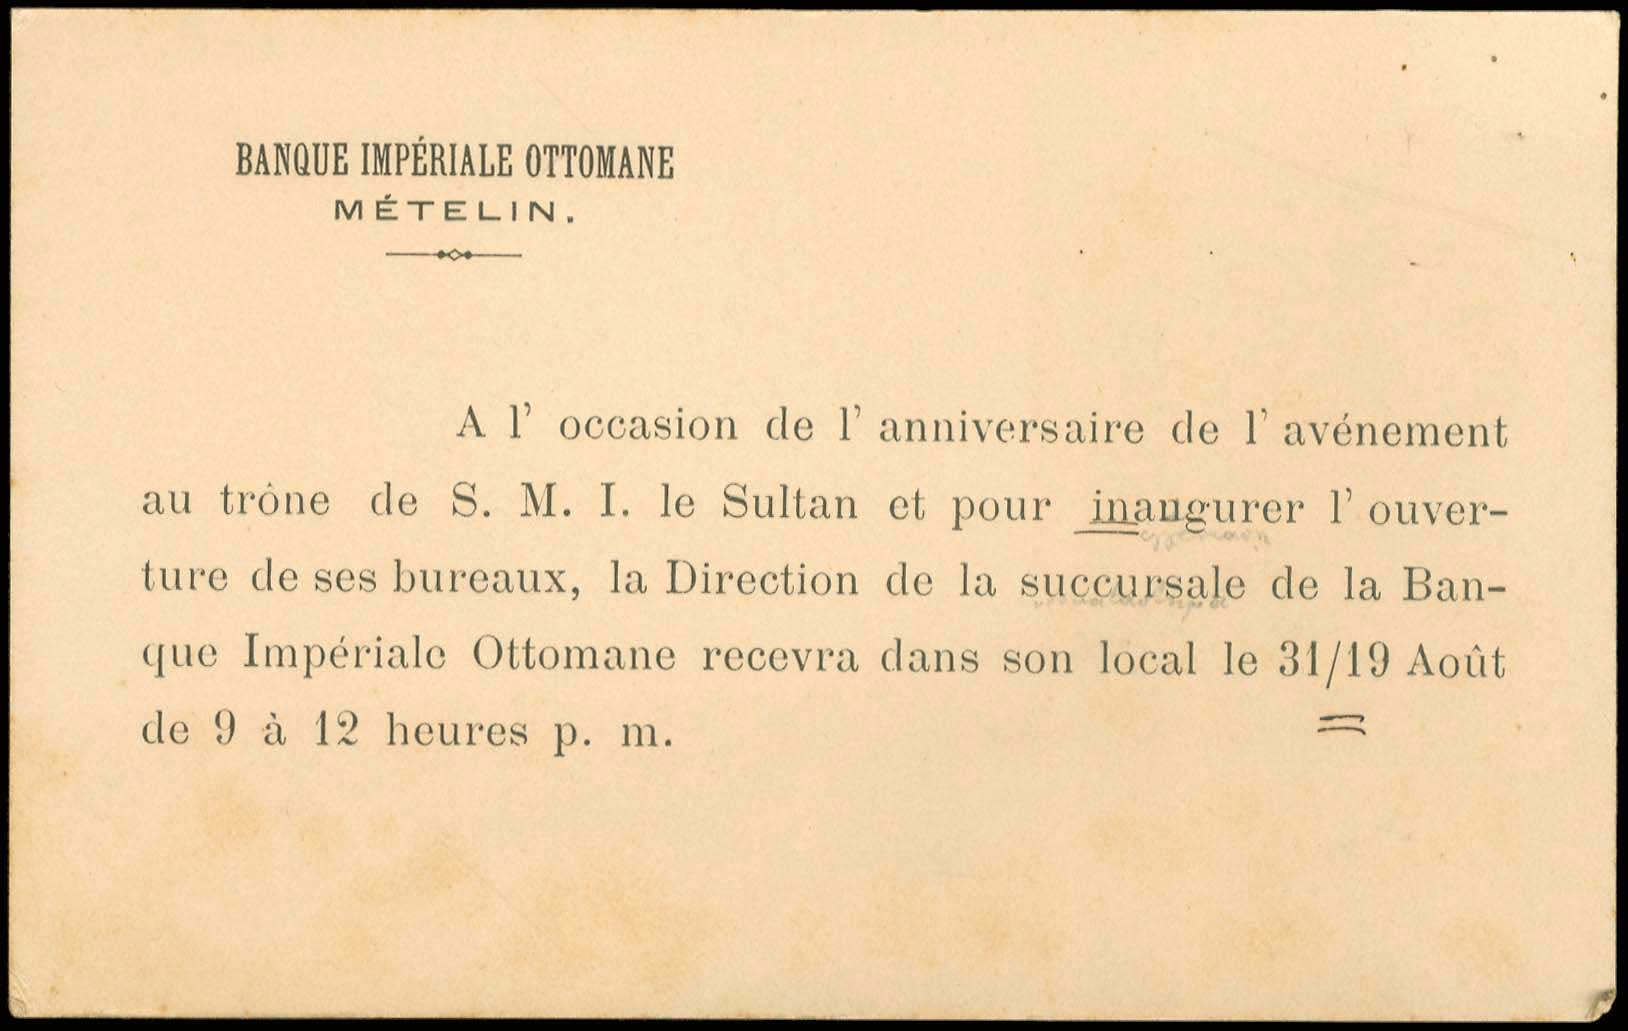 BANQUE IMPÉRIALE OTTOMANE
MÉTELIN.
A l' occasion de l' anniversaire de l' avénement
au trône de S. M. I. le Sultan et pour inaugurer l' ouver-
ture de ses bureaux, la Direction de la succursale de la Ban-
que Impériale Ottomane recevra dans son local le 31/19 Août
de 9 à 12 heures p. m.